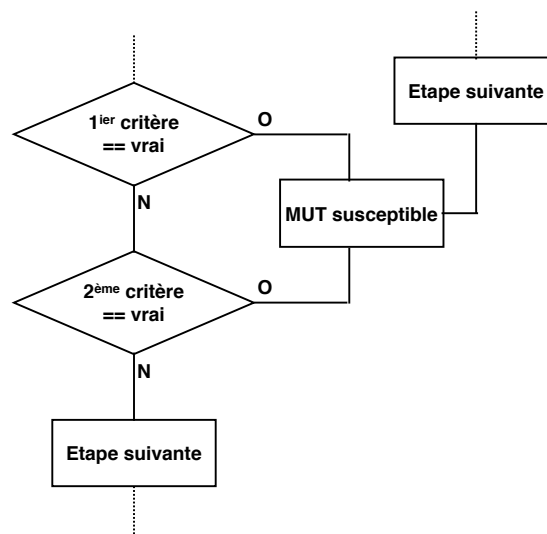 1ier critère
== vrai
O
Etape suivante
N
MUT susceptible
2ème critère
== vrai
O
N
Etape suivante